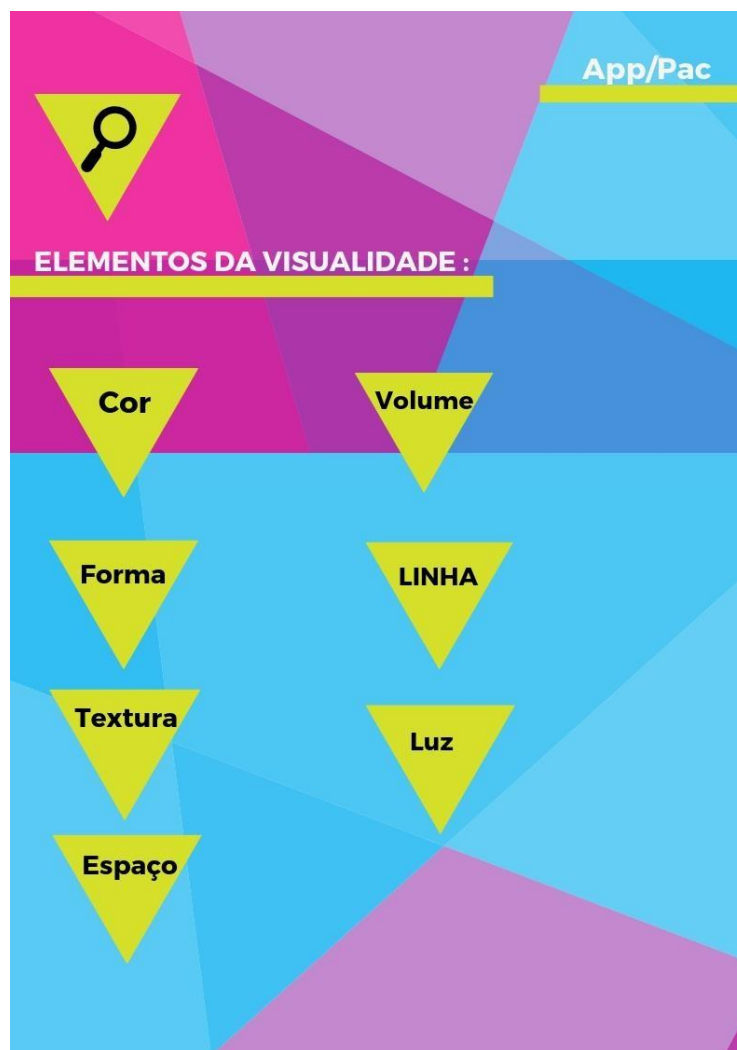 App/Pac
ELEMENTOS DA VISUALIDADE :
Cor
Volume
Forma
LINHA
Textura
Luz
Espaço